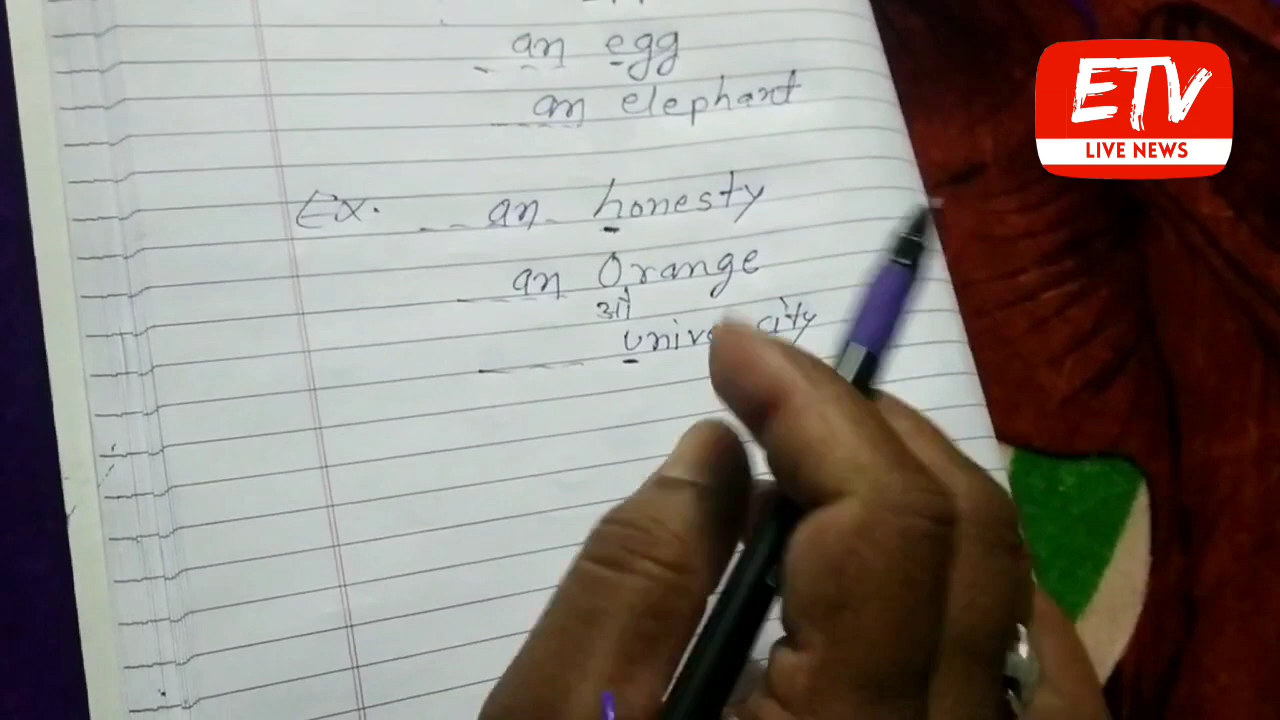 an egg
an elephant
Ex. an honesty
an Orange
ओ
ETV
LIVE NEWS